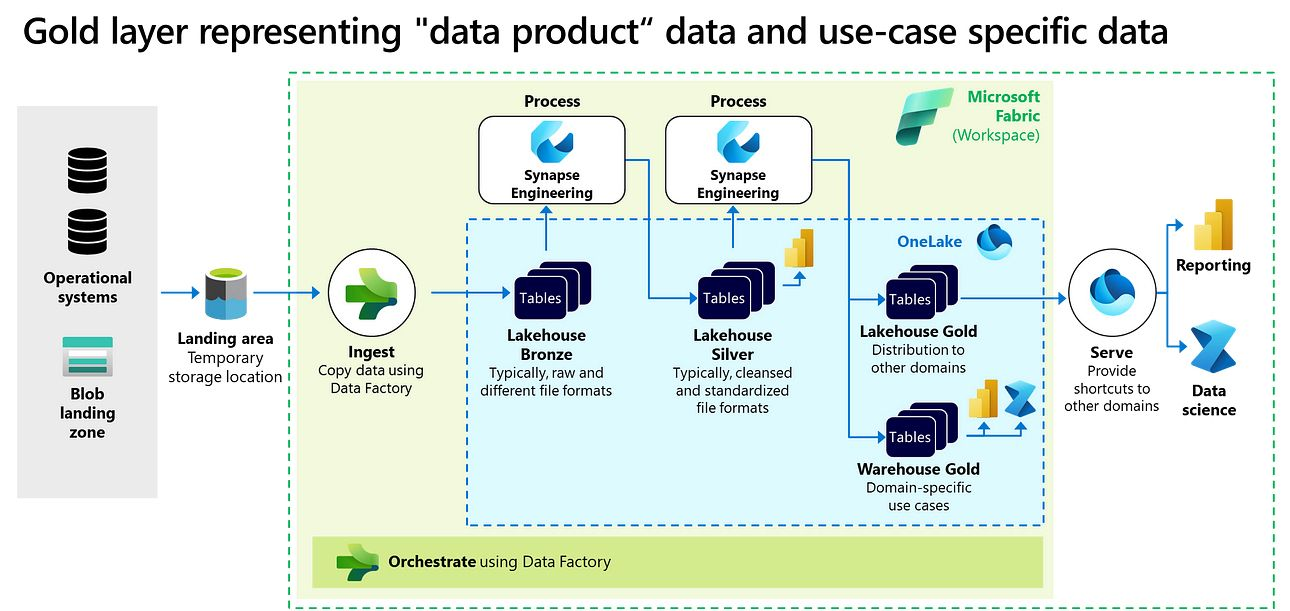 Gold layer representing "data product“ data and use-case specific data
Process
Process
Microsoft
Fabric
(Workspace)
Synapse
Engineering
Synapse
Engineering
OneLake
Operational
systems
Blob
landing
zone
Landing area
Temporary
storage location
Ingest
Copy data using
Data Factory
Tables
Lakehouse
Bronze
Typically, raw and
different file formats
Tables
Lakehouse
Silver
Typically, cleansed
and standardized
file formats
Tables
Lakehouse Gold
Distribution to
other domains
Tables
Warehouse Gold
Domain-specific
use cases
Serve
Provide
shortcuts to
other domains
Reporting
Data
science
Orchestrate using Data Factory